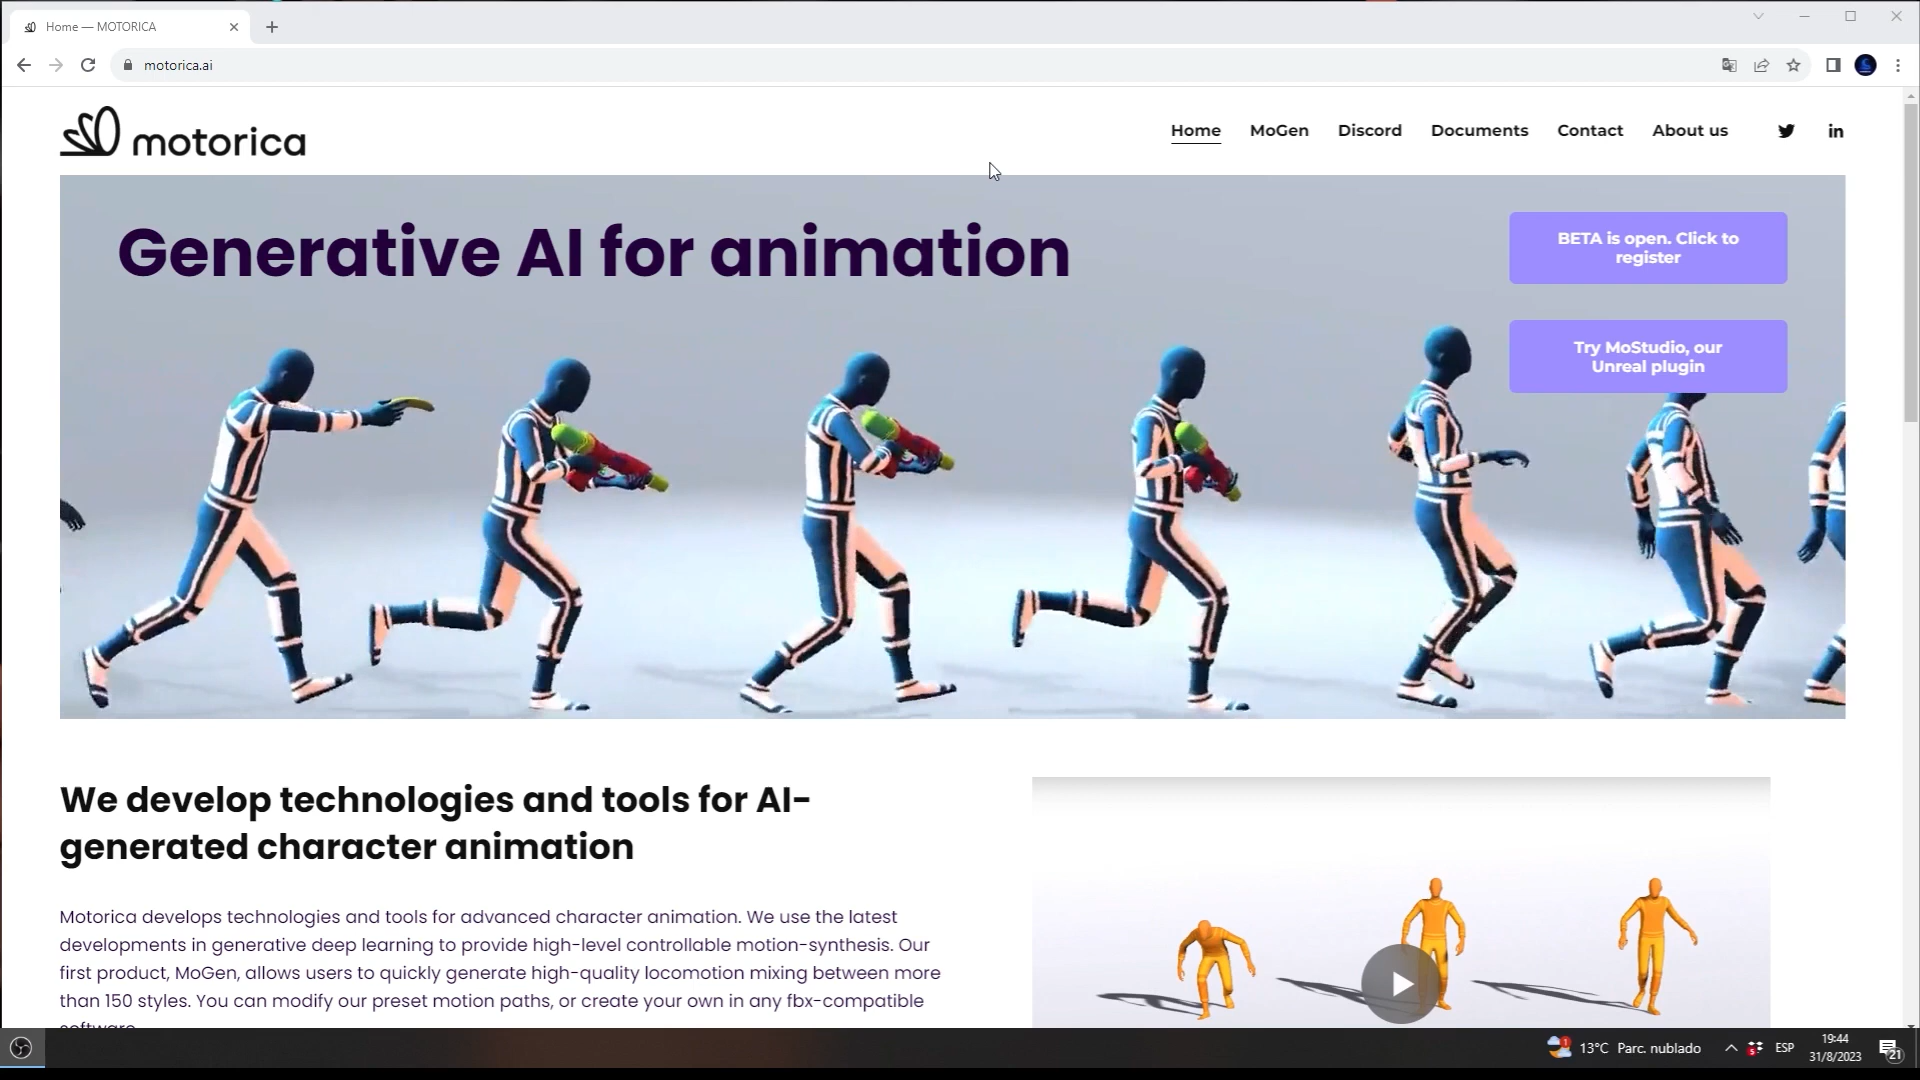 Home — MOTORICA
motorica.ai
motorica
Home
MoGen
Discord
Documents
Contact
About us
in
Generative AI for animation
BETA is open. Click to
register
Try MoStudio, our
Unreal plugin
We develop technologies and tools for AI-
generated character animation
Motorica develops technologies and tools for advanced character animation. We use the latest
developments in generative deep learning to provide high-level controllable motion-synthesis. Our
first product, MoGen, allows users to quickly generate high-quality locomotion mixing between more
than 150 styles. You can modify our preset motion paths, or create your own in any fbx-compatible
software.
1
13°C Parc. nublado
ESP
19:44
31/8/2023
21